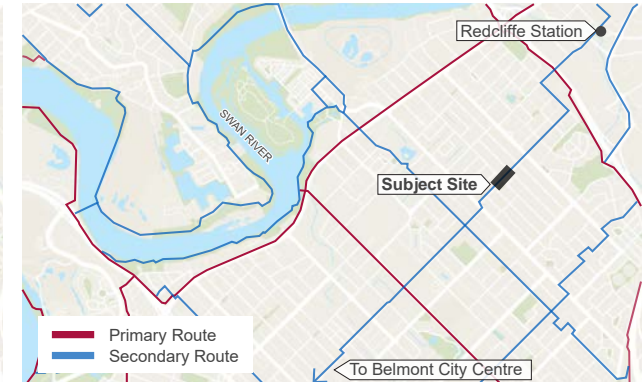 Redcliffe Station
SWAN RIVER
Subject Site
Primary Route
Secondary Route
To Belmont City Centre